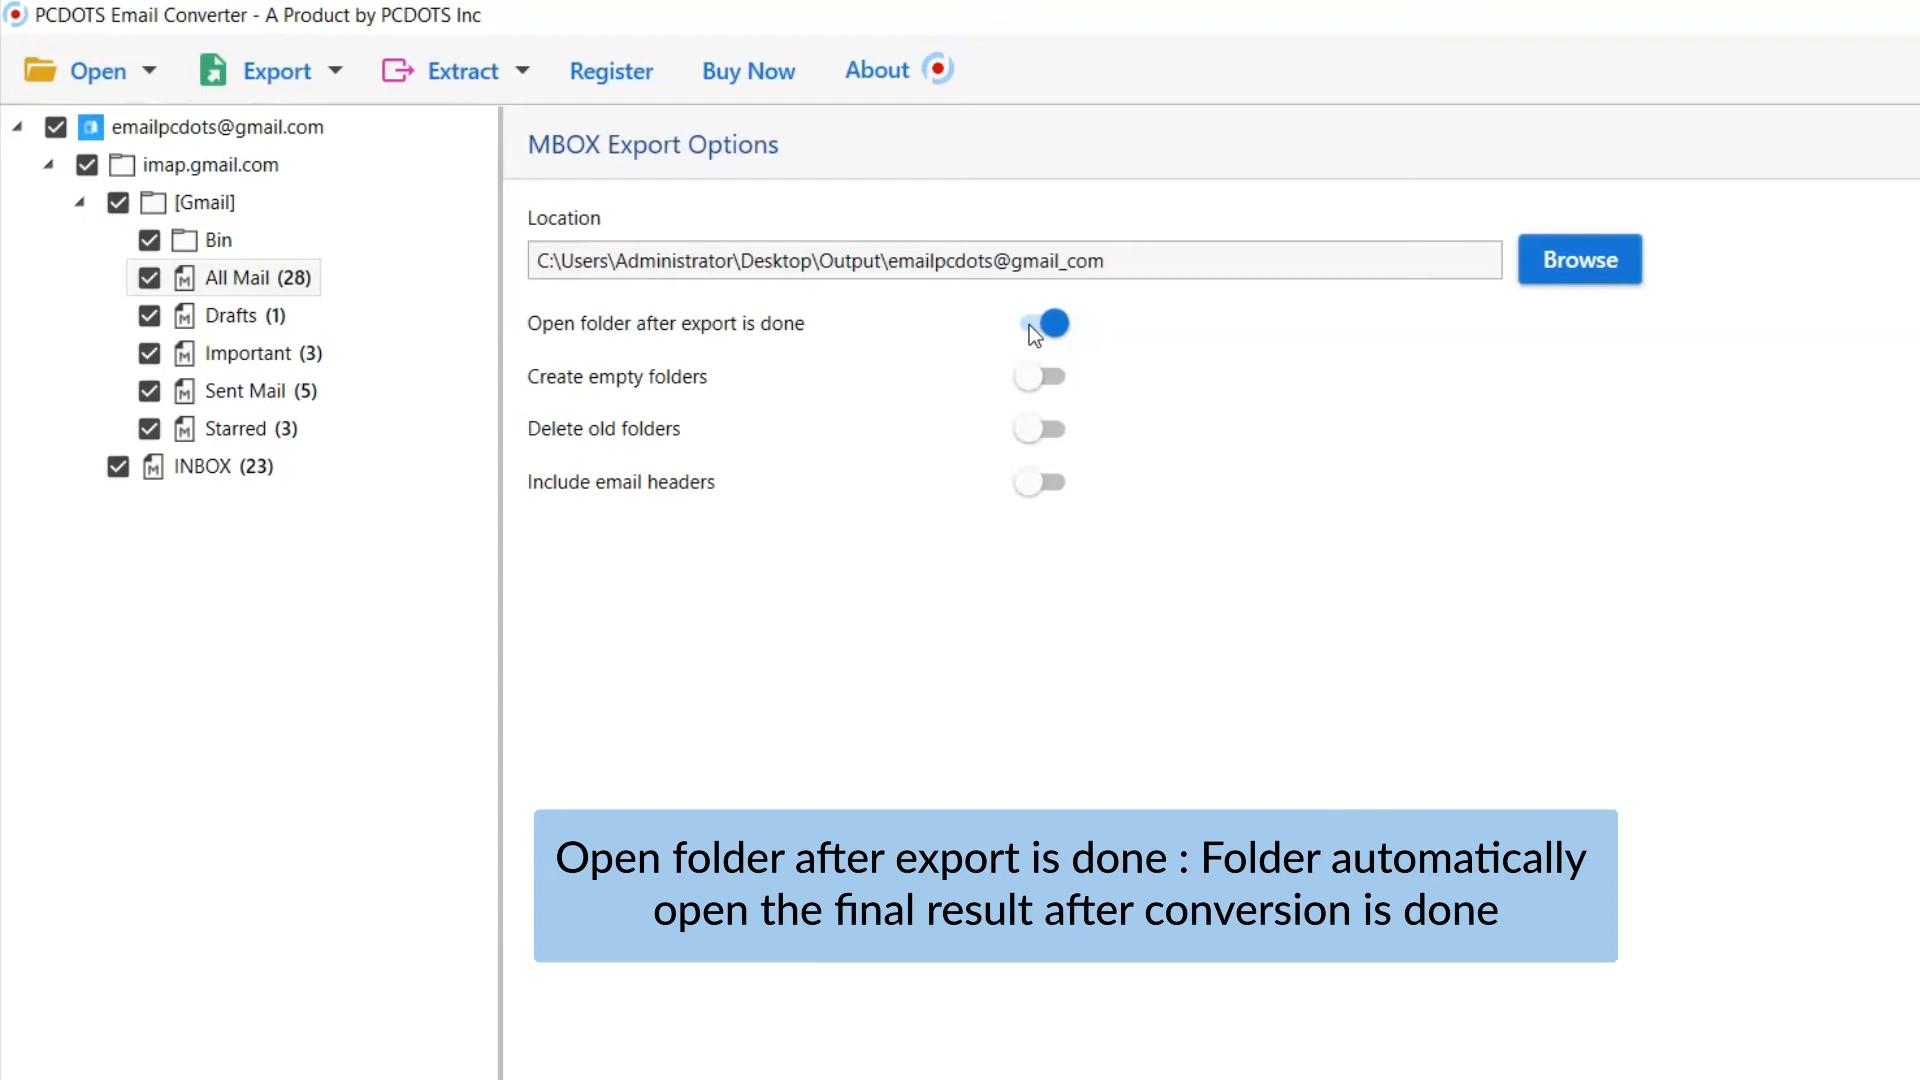 PCDOTS Email Converter - A Product by PCDOTS Inc
Open Export Extract Register Buy Now About
emailpcdots@gmail.com
imap.gmail.com
[Gmail]
Bin
All Mail (28)
Drafts (1)
Important (3)
Sent Mail (5)
Starred (3)
INBOX (23)
MBOX Export Options
Location
C:\Users\Administrator\Desktop\Output\emailpcdots@gmail_com
Browse
Open folder after export is done
Create empty folders
Delete old folders
Include email headers
Open folder after export is done : Folder automatically
open the final result after conversion is done